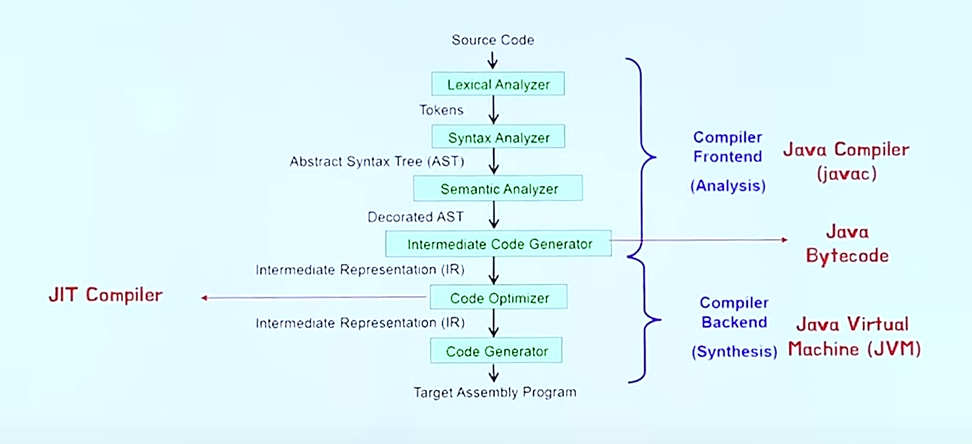 Source Code
Lexical Analyzer
Tokens
Syntax Analyzer
Abstract Syntax Tree (AST)
Semantic Analyzer
Decorated AST
Intermediate Code Generator
Intermediate Representation (IR)
Code Optimizer
Intermediate Representation (IR)
Code Generator
Target Assembly Program
JIT Compiler
Compiler
Frontend
(Analysis)
Java Compiler
(javac)
Java
Bytecode
Compiler
Backend
(Synthesis)
Java Virtual
Machine (JVM)